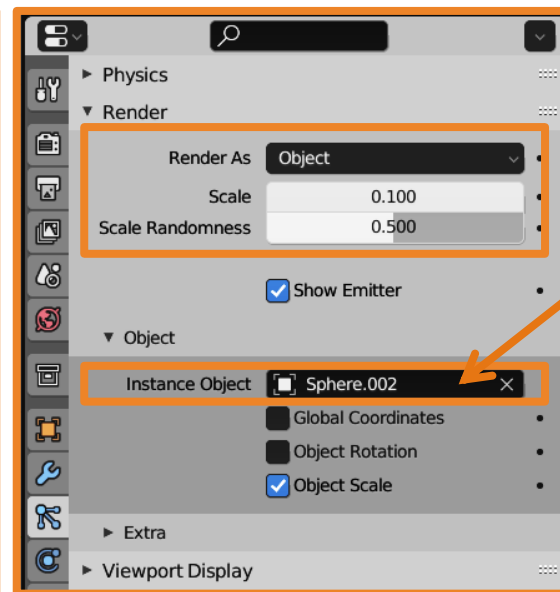 Physics
Render
Render As Object
Scale 0.100
Scale Randomness 0.500
Show Emitter
Object
Instance Object Sphere.002
Global Coordinates
Object Rotation
Object Scale
Extra
Viewport Display